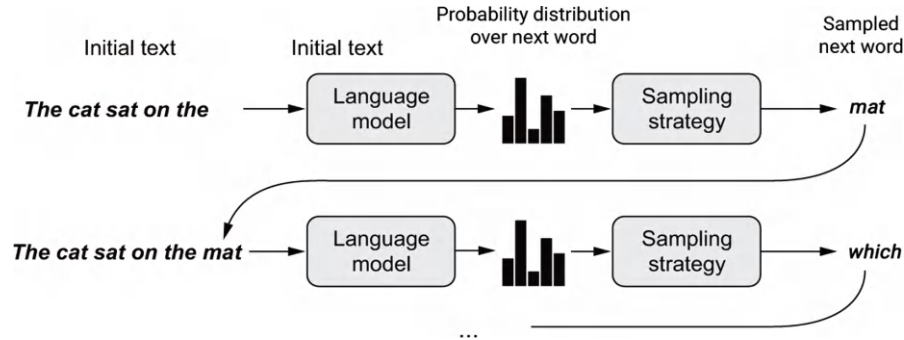 Initial text
Initial text
Probability distribution
over next word
Sampled
next word
The cat sat on the
Language
model
Sampling
strategy
mat
The cat sat on the mat
Language
model
Sampling
strategy
which
...